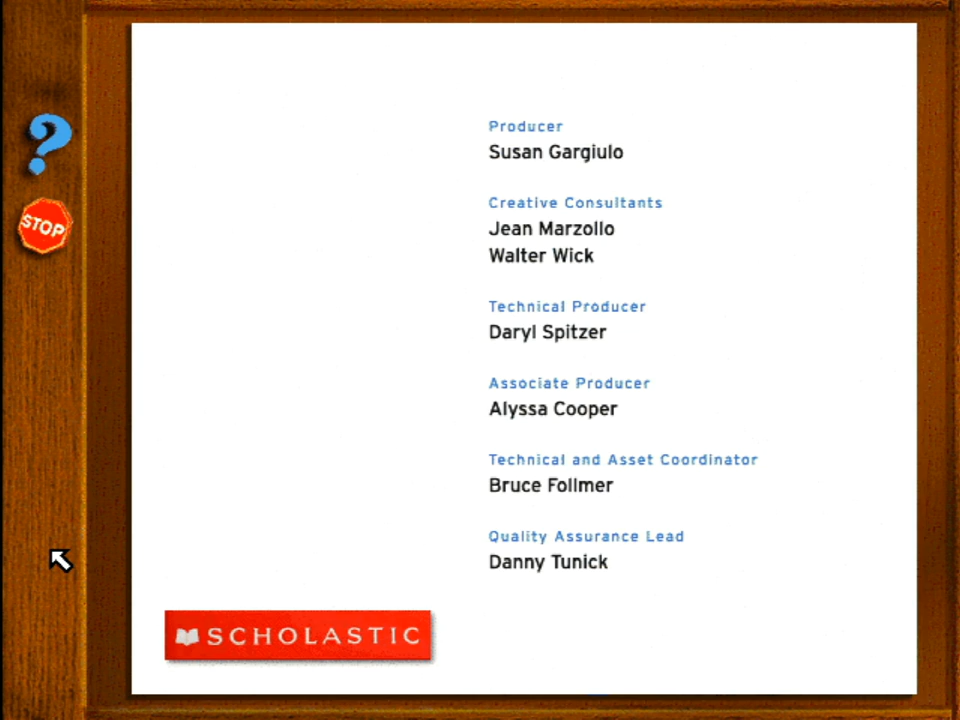 ?
STOP
Producer
Susan Gargiulo
Creative Consultants
Jean Marzollo
Walter Wick
Technical Producer
Daryl Spitzer
Associate Producer
Alyssa Cooper
Technical and Asset Coordinator
Bruce Follmer
Quality Assurance Lead
Danny Tunick
SCHOLASTIC